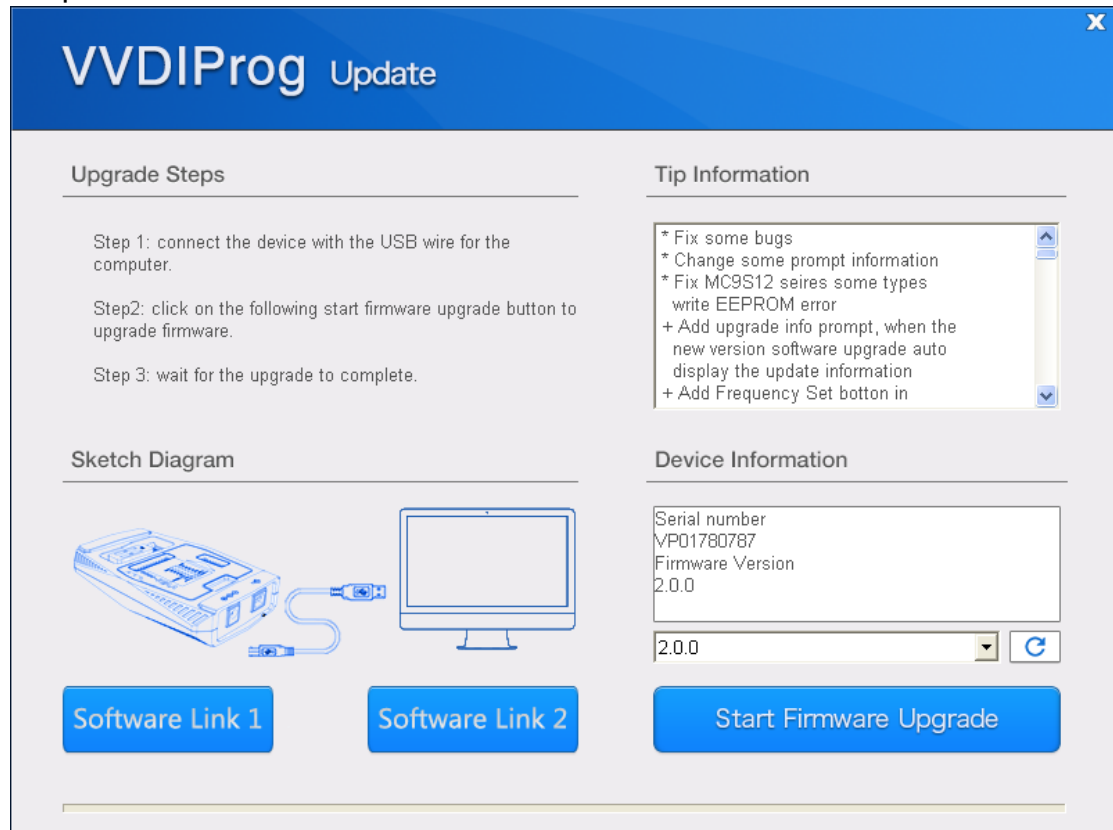 VVDIProg Update
X
Upgrade Steps
Step 1: connect the device with the USB wire for the
computer.
Step2: click on the following start firmware upgrade button to
upgrade firmware.
Step 3: wait for the upgrade to complete.
Tip Information
* Fix some bugs
* Change some prompt information
* Fix MC9S12 seires some types
write EEPROM error
+ Add upgrade info prompt, when the
new version software upgrade auto
display the update information
+ Add Frequency Set botton in
Sketch Diagram
Software Link 1
Software Link 2
Device Information
Serial number
VP01780787
Firmware Version
2.0.0
2.0.0
Start Firmware Upgrade